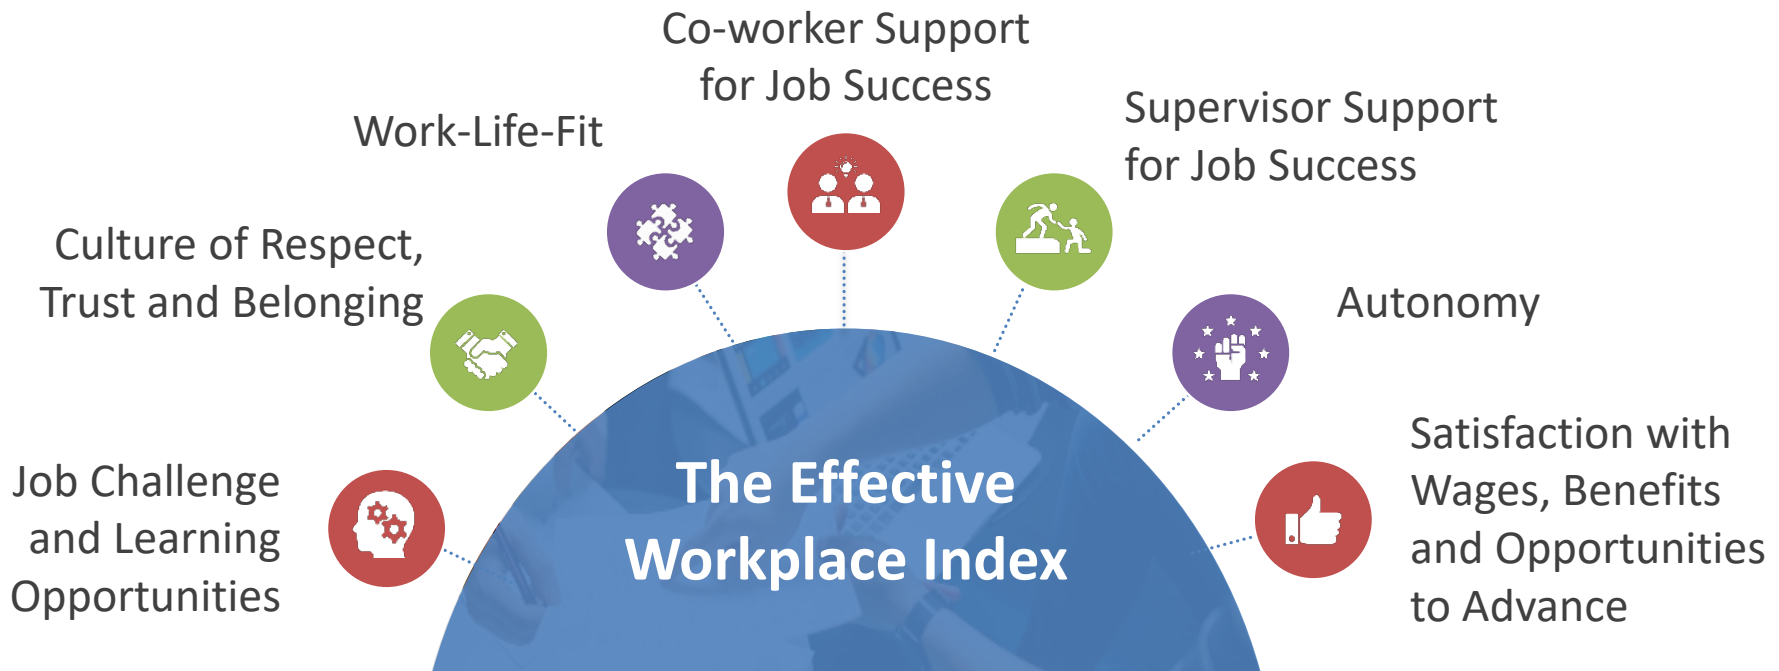 Co-worker Support
for Job Success
Supervisor Support
for Job Success
Work-Life-Fit
Culture of Respect,
Trust and Belonging
Autonomy
Job Challenge
and Learning
Opportunities
Satisfaction with
Wages, Benefits
and Opportunities
to Advance
The Effective
Workplace Index